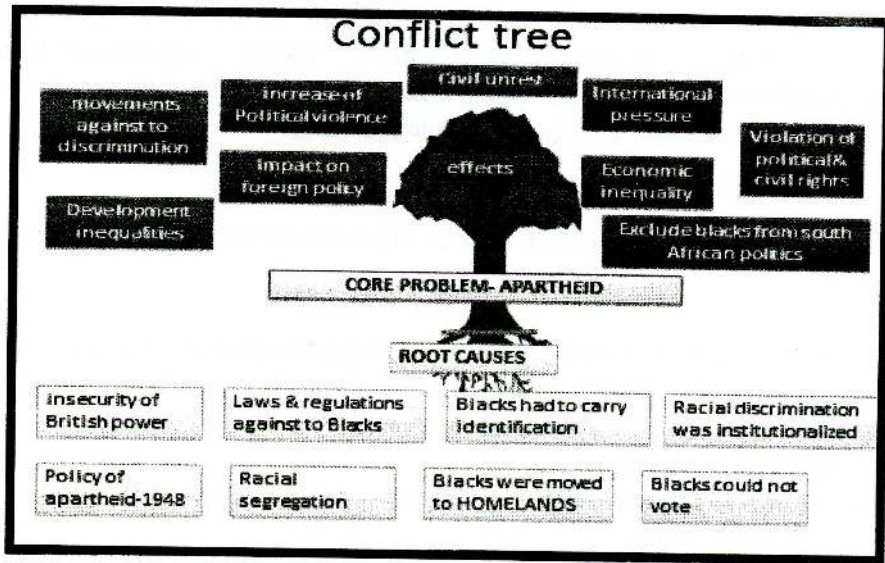 Conflict tree
Civil unrest
movements
against to
discrimination
Increase of
Political violence
International
pressure
Violation of
political &
civil rights
Impact on
foreign policy
effects
Economic
inequality
Development
inequalities
Exclude blacks from south
African politics
CORE PROBLEM- APARTHEID
ROOT CAUSES
Insecurity of
British power
Laws & regulations
against to Blacks
Blacks had to carry
identification
Racial discrimination
was institutionalized
Policy of
apartheid-1948
Racial
segregation
Blacks were moved
to HOMELANDS
Blacks could not
vote